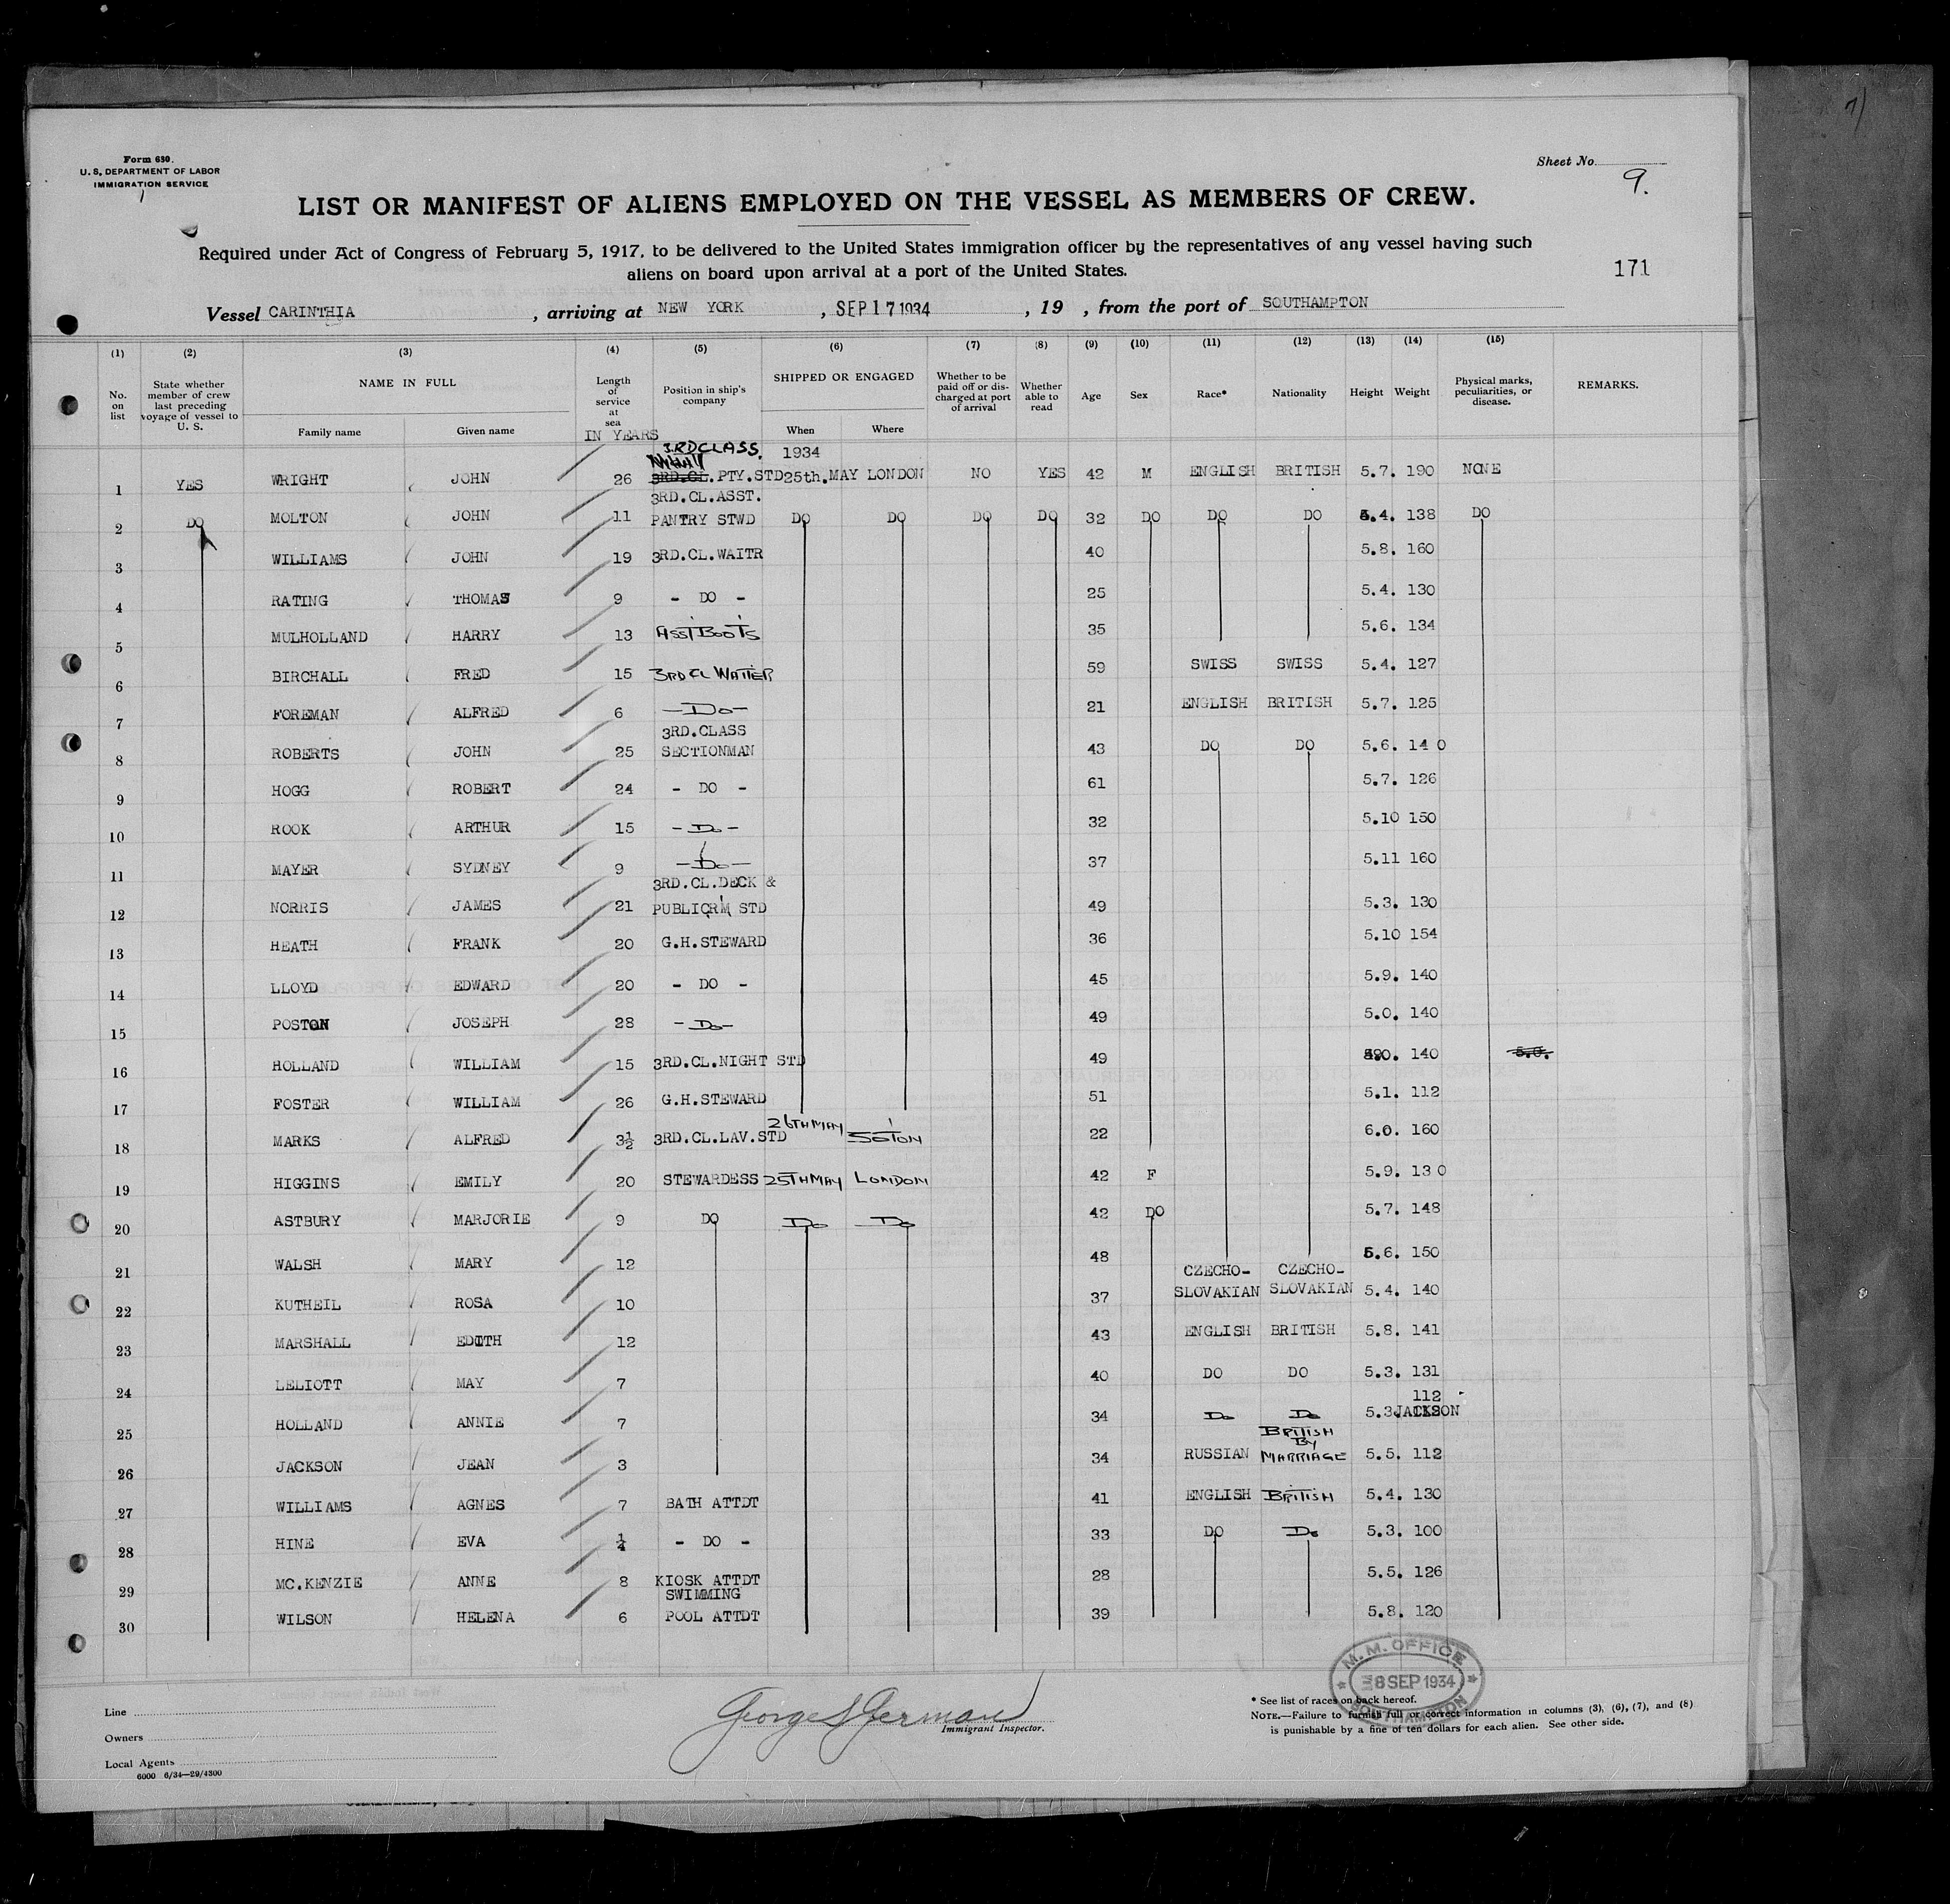 Form 630.
U. S. DEPARTMENT OF LABOR
IMMIGRATION SERVICE
Sheet No. 9.
LIST OR MANIFEST OF ALIENS EMPLOYED ON THE VESSEL AS MEMBERS OF CREW.
Required under Act of Congress of February 5, 1917, to be delivered to the United States immigration officer by the representatives of any vessel having such
aliens on board upon arrival at a port of the United States.
171
Vessel CARINTHIA, arriving at NEW YORK, SEP 17 1934, 19 , from the port of SOUTHAMPTON
(1) (2) (3) (4) (5) (6) (7) (8) (9) (10) (11) (12) (13) (14) (15)
No. on list State whether member of crew last preceding voyage of vessel to U. S. NAME IN FULL Family name Given name Length of service at sea IN YEARS Position in ship's company SHIPPED OR ENGAGED When Where Whether to be paid off or discharged at port of arrival Whether able to read Age Sex Race* Nationality Height Weight Physical marks, peculiarities, or disease. REMARKS.
3RD CLASS. 1934
1 YES WRIGHT JOHN 26 3RD.CL. PTY.STD 25th.MAY LONDON NO YES 42 M ENGLISH BRITISH 5.7. 190 NONE
2 DO MOLTON JOHN 11 3RD.CL.ASST. PANTRY STWD DO DO DO DO 32 DO DO DO 5.4. 138 DO
3 WILLIAMS JOHN 19 3RD.CL.WAITR 40 5.8. 160
4 RATING THOMAS 9 - DO - 25 5.4. 130
5 MULHOLLAND HARRY 13 ASST BOOTS 35 5.6. 134
6 BIRCHALL FRED 15 3RD CL WAITER 59 SWISS SWISS 5.4. 127
7 FOREMAN ALFRED 6 - Do - 21 ENGLISH BRITISH 5.7. 125
8 ROBERTS JOHN 25 3RD.CLASS SECTIONMAN 43 DO DO 5.6. 14 0
9 HOGG ROBERT 24 - DO - 61 5.7. 126
10 ROOK ARTHUR 15 - Do - 32 5.10 150
11 MAYER SYDNEY 9 - Do - 37 5.11 160
12 NORRIS JAMES 21 3RD.CL.DECK & PUBLICR'M STD 49 5.3. 130
13 HEATH FRANK 20 G.H.STEWARD 36 5.10 154
14 LLOYD EDWARD 20 - DO - 45 5.9. 140
15 POSTON JOSEPH 28 - Do - 49 5.0. 140
16 HOLLAND WILLIAM 15 3RD.CL.NIGHT STD 49 140 5.0.
17 FOSTER WILLIAM 26 G.H.STEWARD 51 5.1. 112
18 MARKS ALFRED 3½ 3RD.CL.LAV.STD 26TH MAY SO'TON 22 6.0. 160
19 HIGGINS EMILY 20 STEWARDESS 25TH MAY LONDON 42 F 5.9. 13 0
20 ASTBURY MARJORIE 9 DO Do Do 42 DO 5.7. 148
21 WALSH MARY 12 48 5.6. 150
22 KUTHEIL ROSA 10 37 CZECHO-SLOVAKIAN CZECHO-SLOVAKIAN 5.4. 140
23 MARSHALL EDITH 12 43 ENGLISH BRITISH 5.8. 141
24 LELIOTT MAY 7 40 DO DO 5.3. 131
25 HOLLAND ANNIE 7 34 Do Do 5.3. 112 JACKSON
26 JACKSON JEAN 3 34 RUSSIAN BRITISH BY MARRIAGE 5.5. 112
27 WILLIAMS AGNES 7 BATH ATTDT 41 ENGLISH BRITISH 5.4. 130
28 HINE EVA ¼ - DO - 33 DO Do 5.3. 100
29 MC.KENZIE ANNE 8 KIOSK ATTDT 28 5.5. 126
30 WILSON HELENA 6 SWIMMING POOL ATTDT 39 5.8. 120
Line
Owners
Local Agents
6000 6/34—29/4300
George S German
Immigrant Inspector.
M. M. OFFICE
8 SEP 1934
SOUTHAMPTON
* See list of races on back hereof.
NOTE.—Failure to furnish full or correct information in columns (3), (6), (7), and (8)
is punishable by a fine of ten dollars for each alien. See other side.